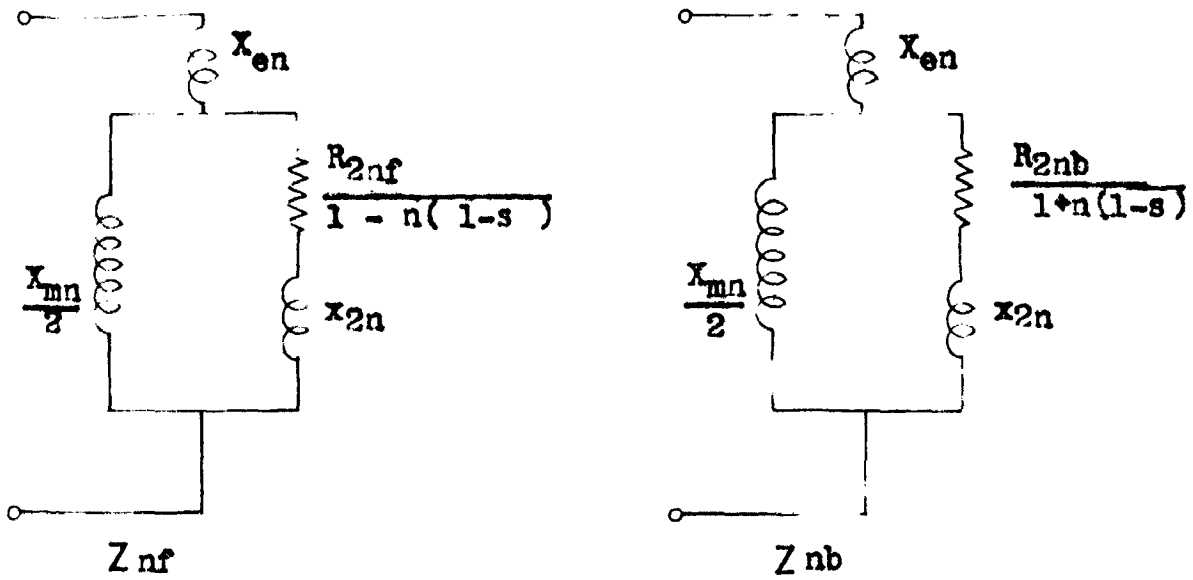 X_en
R_2nf
1 - n( 1-s )
X_mn
2
x_2n
Z nf
X_en
R_2nb
1+n(1-s)
X_mn
2
x_2n
Z nb